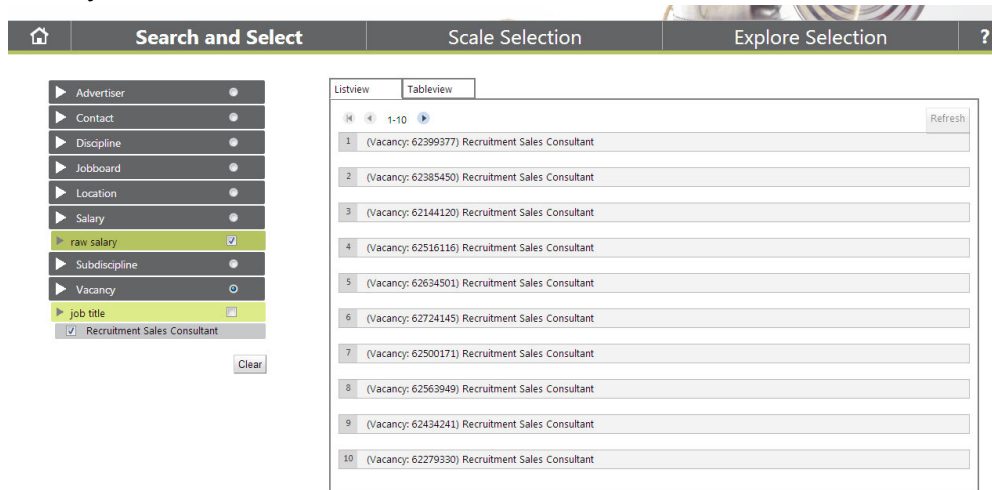 Search and Select
Scale Selection
Explore Selection
?
Advertiser
Contact
Discipline
Jobboard
Location
Salary
raw salary
Subdiscipline
Vacancy
job title
Recruitment Sales Consultant
Clear
Listview
Tableview
1-10
Refresh
1 (Vacancy: 62399377) Recruitment Sales Consultant
2 (Vacancy: 62385450) Recruitment Sales Consultant
3 (Vacancy: 62144120) Recruitment Sales Consultant
4 (Vacancy: 62516116) Recruitment Sales Consultant
5 (Vacancy: 62634501) Recruitment Sales Consultant
6 (Vacancy: 62724145) Recruitment Sales Consultant
7 (Vacancy: 62500171) Recruitment Sales Consultant
8 (Vacancy: 62563949) Recruitment Sales Consultant
9 (Vacancy: 62434241) Recruitment Sales Consultant
10 (Vacancy: 62279330) Recruitment Sales Consultant